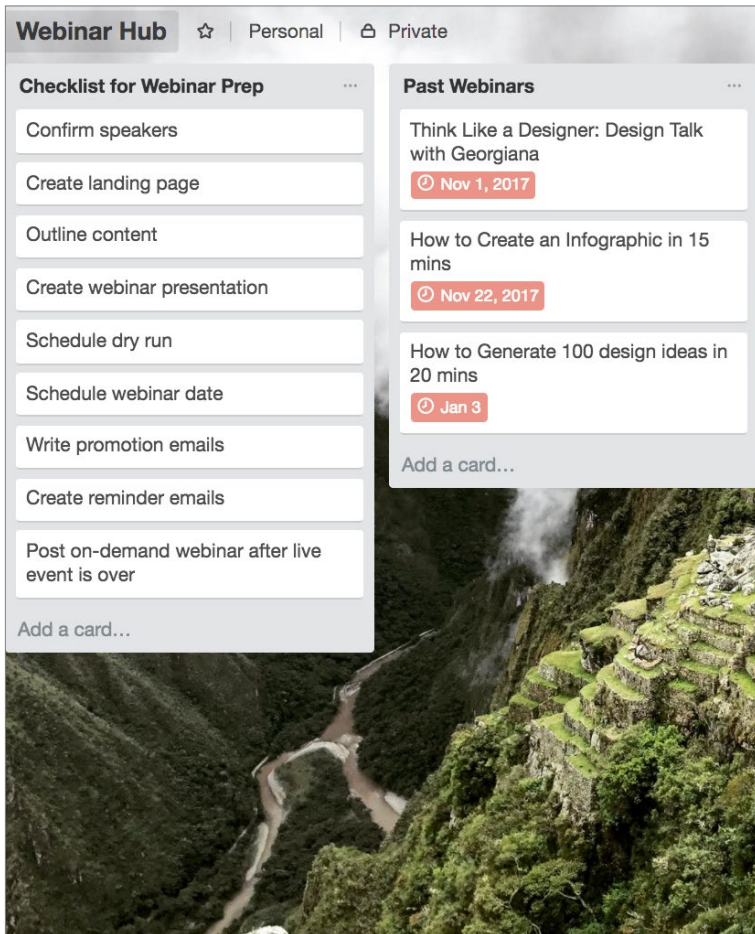 Webinar Hub Personal Private
Checklist for Webinar Prep
Confirm speakers
Create landing page
Outline content
Create webinar presentation
Schedule dry run
Schedule webinar date
Write promotion emails
Create reminder emails
Post on-demand webinar after live
event is over
Add a card…
Past Webinars
Think Like a Designer: Design Talk
with Georgiana
Nov 1, 2017
How to Create an Infographic in 15
mins
Nov 22, 2017
How to Generate 100 design ideas in
20 mins
Jan 3
Add a card…